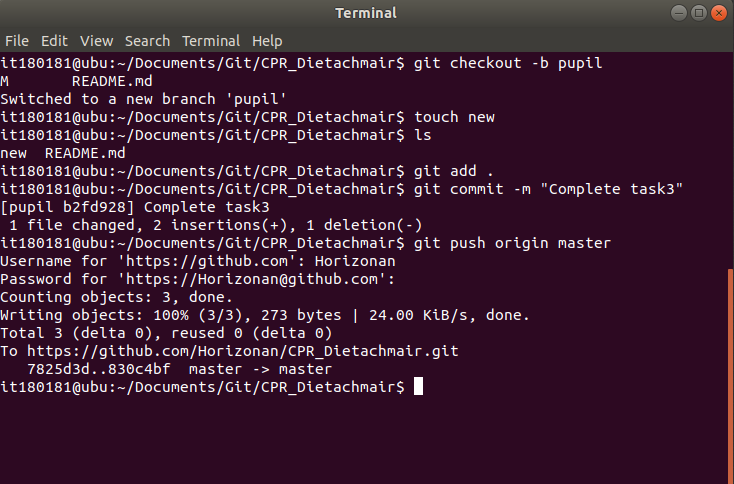 Terminal
File Edit View Search Terminal Help
it180181@ubu:~/Documents/Git/CPR_Dietachmair$ git checkout -b pupil
M       README.md
Switched to a new branch 'pupil'
it180181@ubu:~/Documents/Git/CPR_Dietachmair$ touch new
it180181@ubu:~/Documents/Git/CPR_Dietachmair$ ls
new  README.md
it180181@ubu:~/Documents/Git/CPR_Dietachmair$ git add .
it180181@ubu:~/Documents/Git/CPR_Dietachmair$ git commit -m "Complete task3"
[pupil b2fd928] Complete task3
 1 file changed, 2 insertions(+), 1 deletion(-)
it180181@ubu:~/Documents/Git/CPR_Dietachmair$ git push origin master
Username for 'https://github.com': Horizonan
Password for 'https://Horizonan@github.com':
Counting objects: 3, done.
Writing objects: 100% (3/3), 273 bytes | 24.00 KiB/s, done.
Total 3 (delta 0), reused 0 (delta 0)
To https://github.com/Horizonan/CPR_Dietachmair.git
   7825d3d..830c4bf  master -> master
it180181@ubu:~/Documents/Git/CPR_Dietachmair$